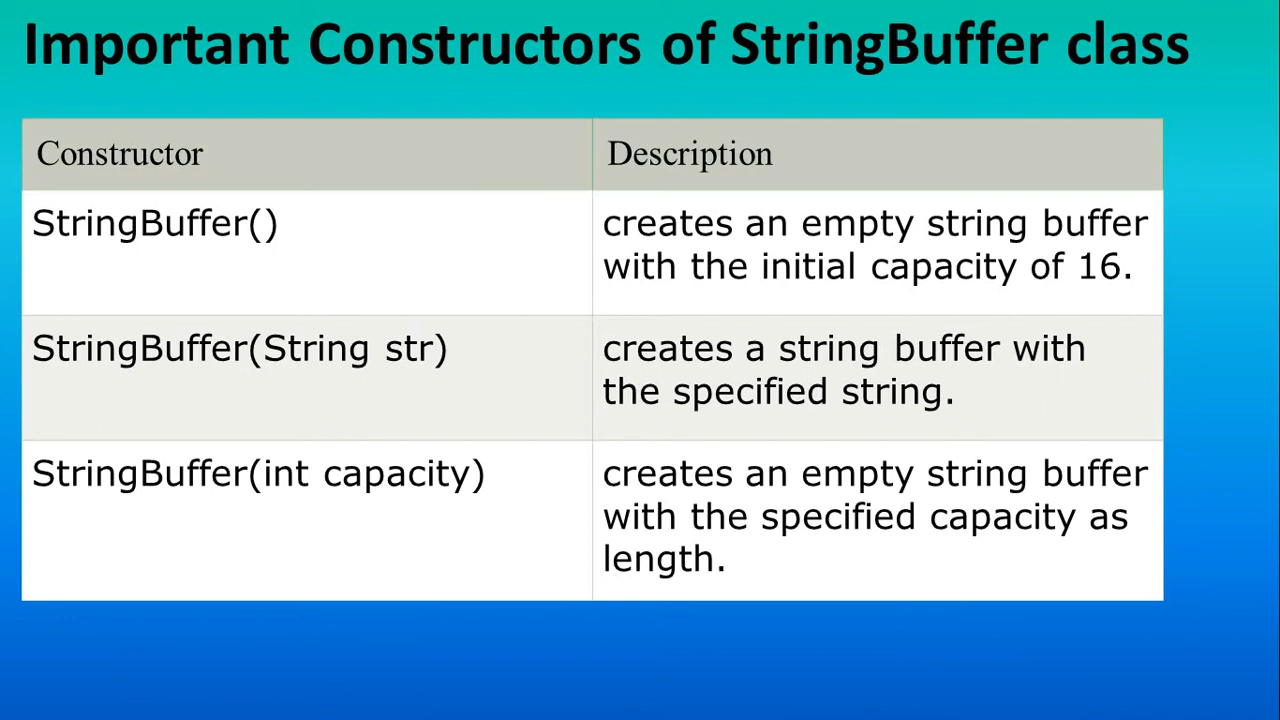 Important Constructors of StringBuffer class
Constructor
Description
StringBuffer()
creates an empty string buffer
with the initial capacity of 16.
StringBuffer(String str)
creates a string buffer with
the specified string.
StringBuffer(int capacity)
creates an empty string buffer
with the specified capacity as
length.